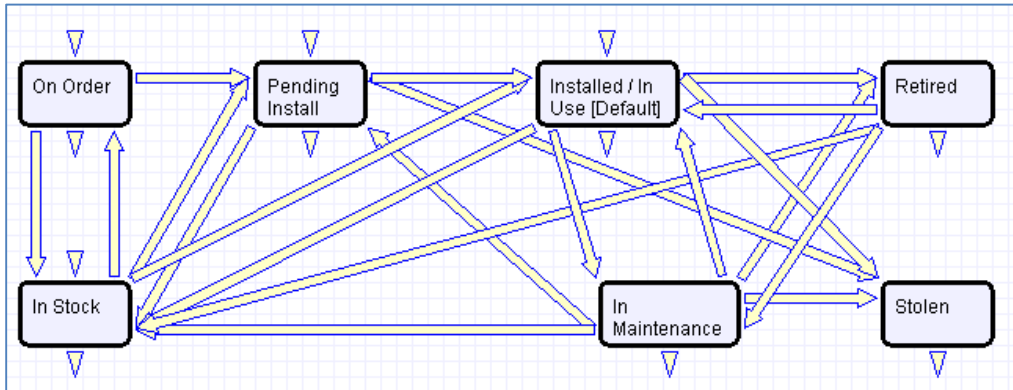 On Order
Pending
Install
Installed / In
Use [Default]
Retired
In Stock
In
Maintenance
Stolen